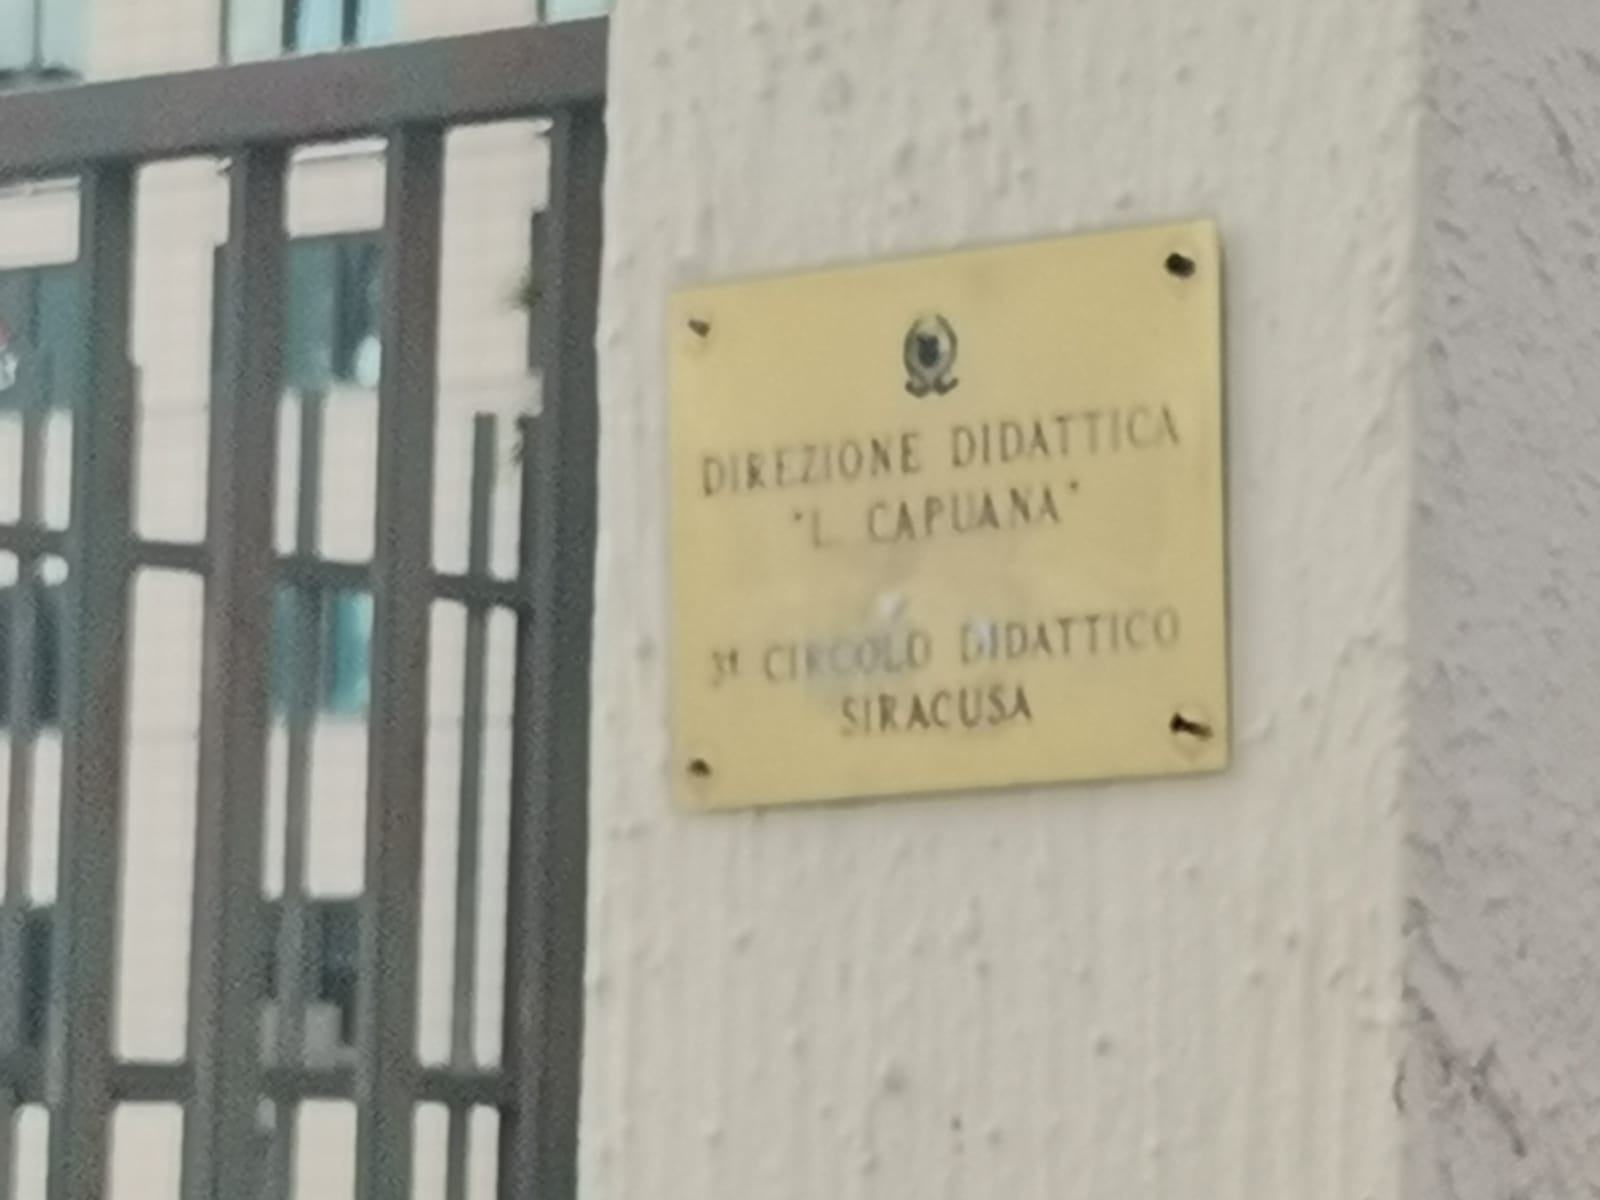 DIREZIONE DIDATTICA
"L. CAPUANA"
3° CIRCOLO DIDATTICO
SIRACUSA